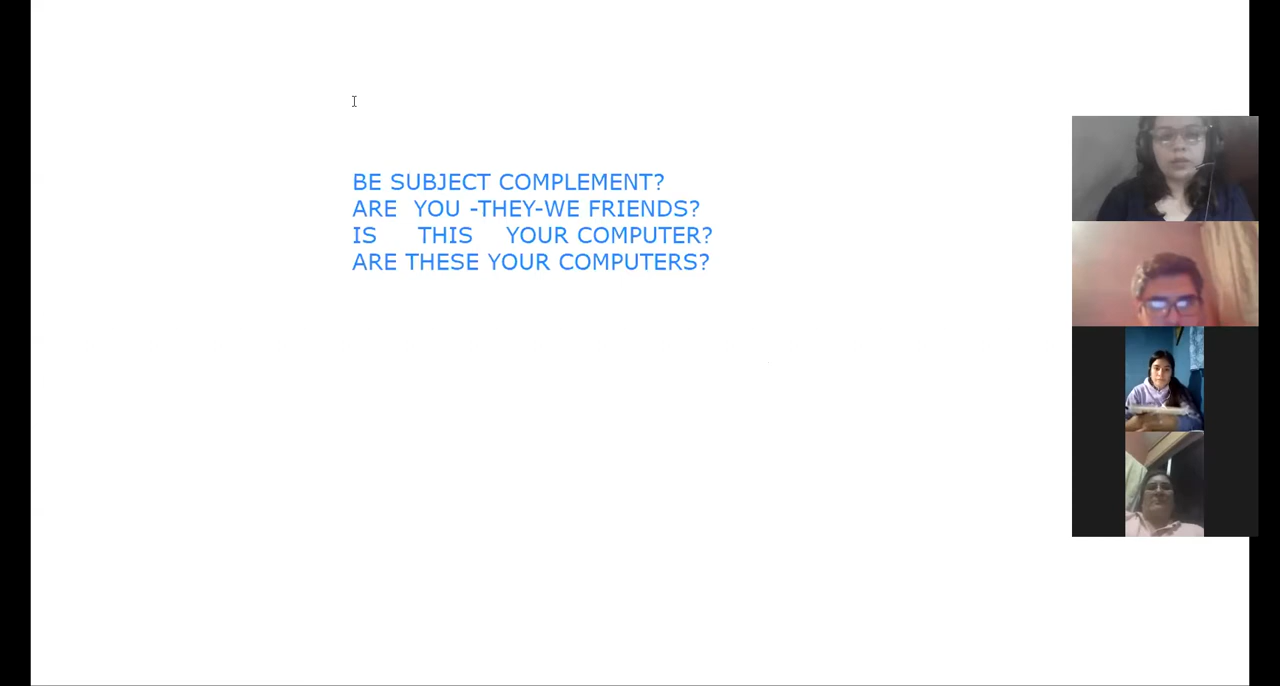 BE SUBJECT COMPLEMENT?
ARE YOU -THEY-WE FRIENDS?
IS THIS YOUR COMPUTER?
ARE THESE YOUR COMPUTERS?